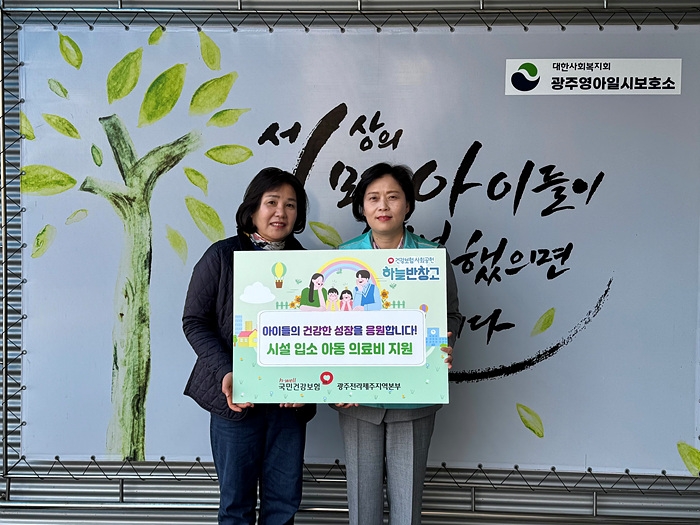 대한사회복지회
광주영아일시보호소
세상의
모
아이들이
했으면
다
건강보험 사회공헌
하늘반창고
아이들의 건강한 성장을 응원합니다!
시설 입소 아동 의료비 지원
h-well
국민건강보험
광주전라제주지역본부